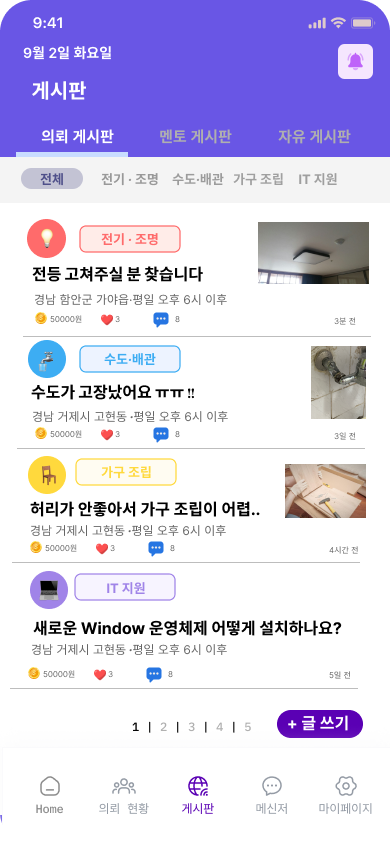 9:41
9월 2일 화요일
게시판
의뢰 게시판 멘토 게시판 자유 게시판
전체 전기 · 조명 수도·배관 가구 조립 IT 지원
전기 · 조명
전등 고쳐주실 분 찾습니다
경남 함안군 가야읍·평일 오후 6시 이후
50000원 3 8 3분 전
수도·배관
수도가 고장났어요 ㅠㅠ !!
경남 거제시 고현동 ·평일 오후 6시 이후
50000원 3 8 3일 전
가구 조립
허리가 안좋아서 가구 조립이 어렵..
경남 거제시 고현동 ·평일 오후 6시 이후
50000원 3 8 4시간 전
IT 지원
새로운 Window 운영체제 어떻게 설치하나요?
경남 거제시 고현동 ·평일 오후 6시 이후
50000원 3 8 5일 전
1 | 2 | 3 | 4 | 5 + 글 쓰기
Home 의뢰 현황 게시판 메신저 마이페이지